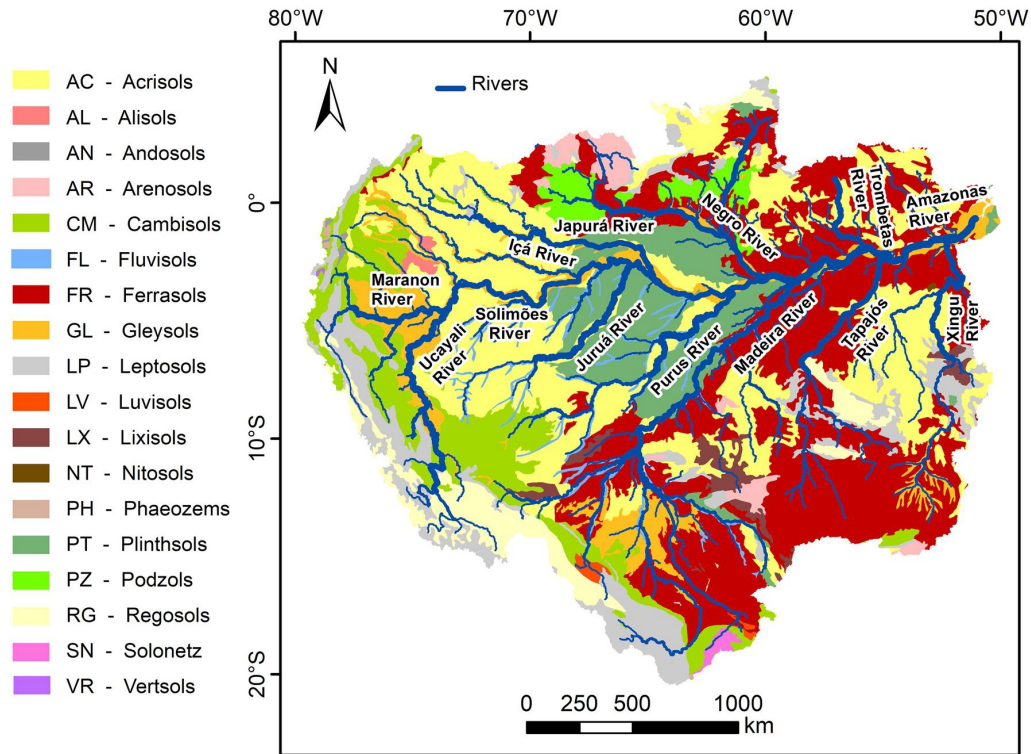 80°W 70°W 60°W 50°W
N
Rivers
AC - Acrisols
AL - Alisols
AN - Andosols
AR - Arenosols
CM - Cambisols
FL - Fluvisols
FR - Ferrasols
GL - Gleysols
LP - Leptosols
LV - Luvisols
LX - Lixisols
NT - Nitosols
PH - Phaeozems
PT - Plinthsols
PZ - Podzols
RG - Regosols
SN - Solonetz
VR - Vertsols
0°
10°S
20°S
Trombetas
River
Amazonas
River
Negro River
Japurá River
Içá River
Maranon
River
Solimões
River
Ucayali
River
Juruá River
Purus River
Madeira River
Tapajós
River
Xingu
River
0 250 500 1000
km